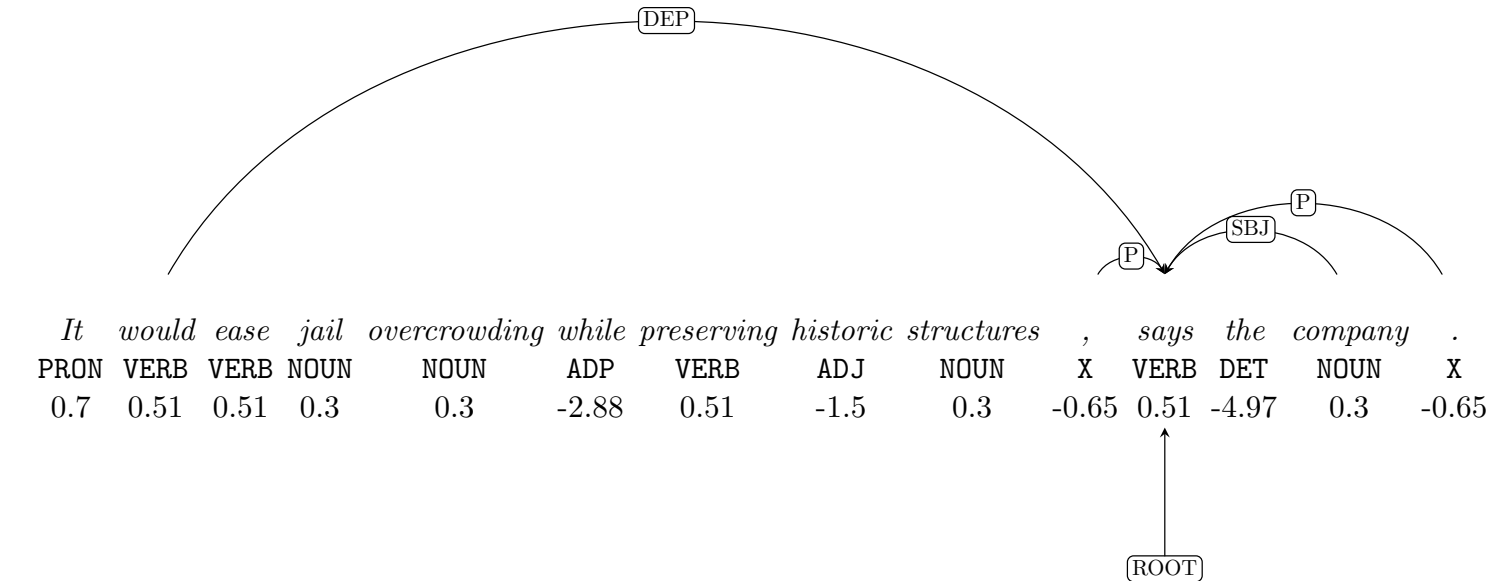 DEP
P
SBJ
P
It would ease jail overcrowding while preserving historic structures , says the company .
PRON VERB VERB NOUN NOUN ADP VERB ADJ NOUN X VERB DET NOUN X
0.7 0.51 0.51 0.3 0.3 -2.88 0.51 -1.5 0.3 -0.65 0.51 -4.97 0.3 -0.65
ROOT